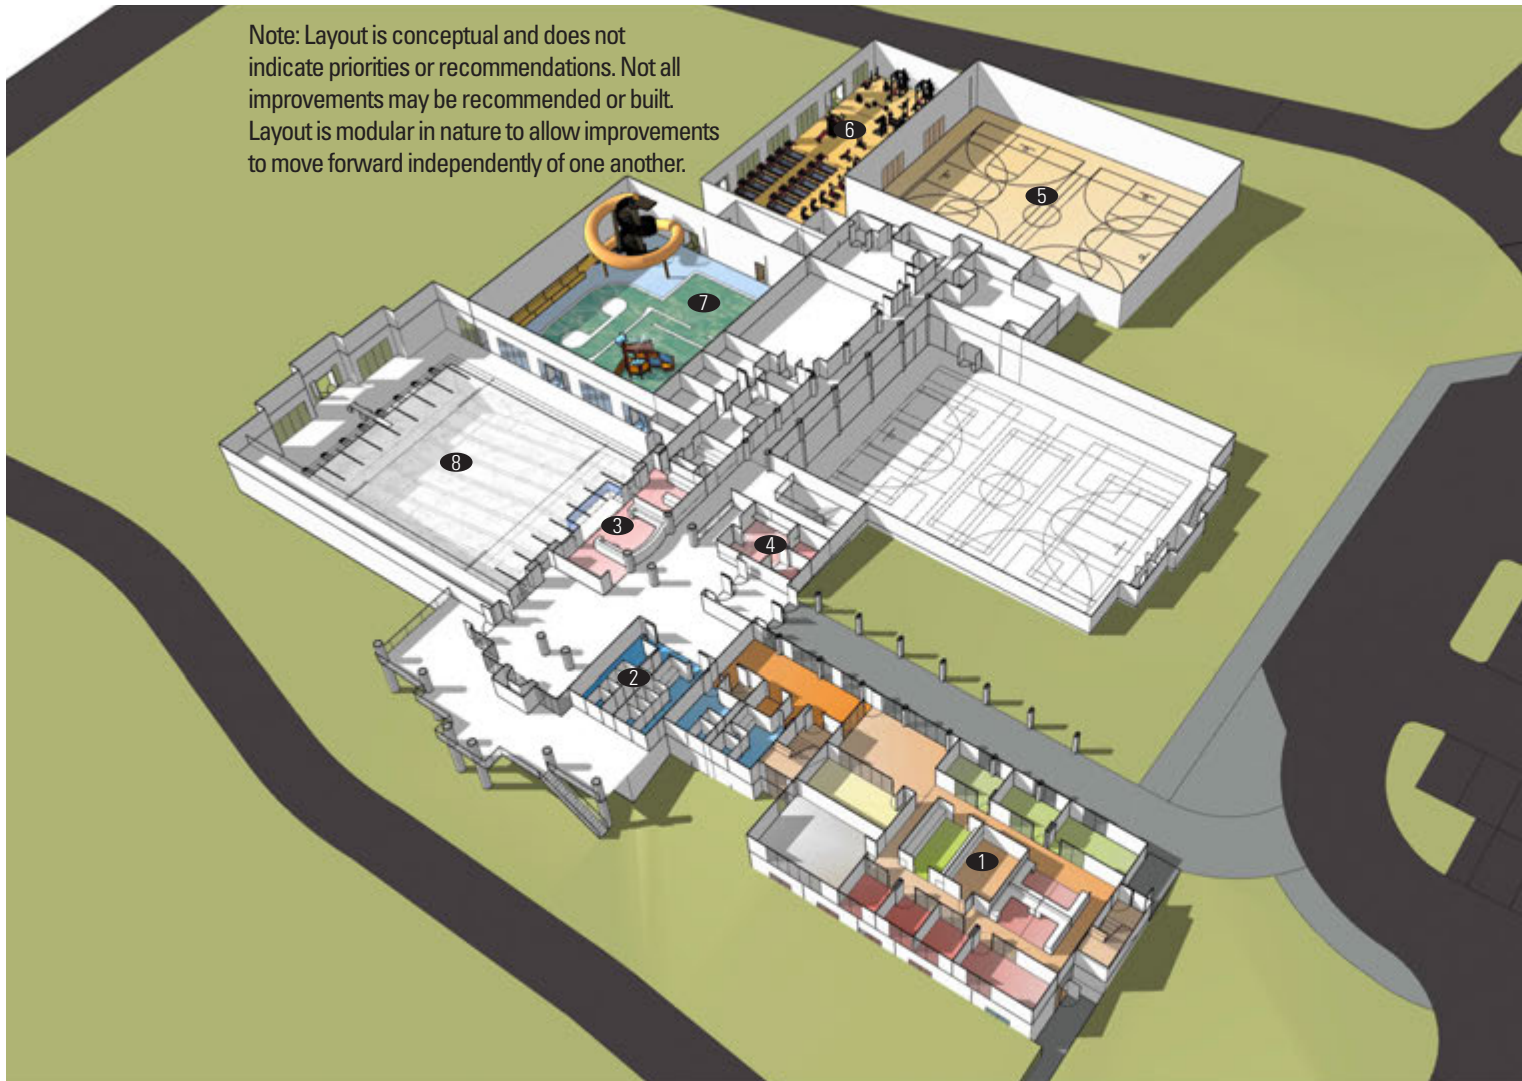 Note: Layout is conceptual and does not
indicate priorities or recommendations. Not all
improvements may be recommended or built.
Layout is modular in nature to allow improvements
to move forward independently of one another.
6
5
7
8
3
4
2
1